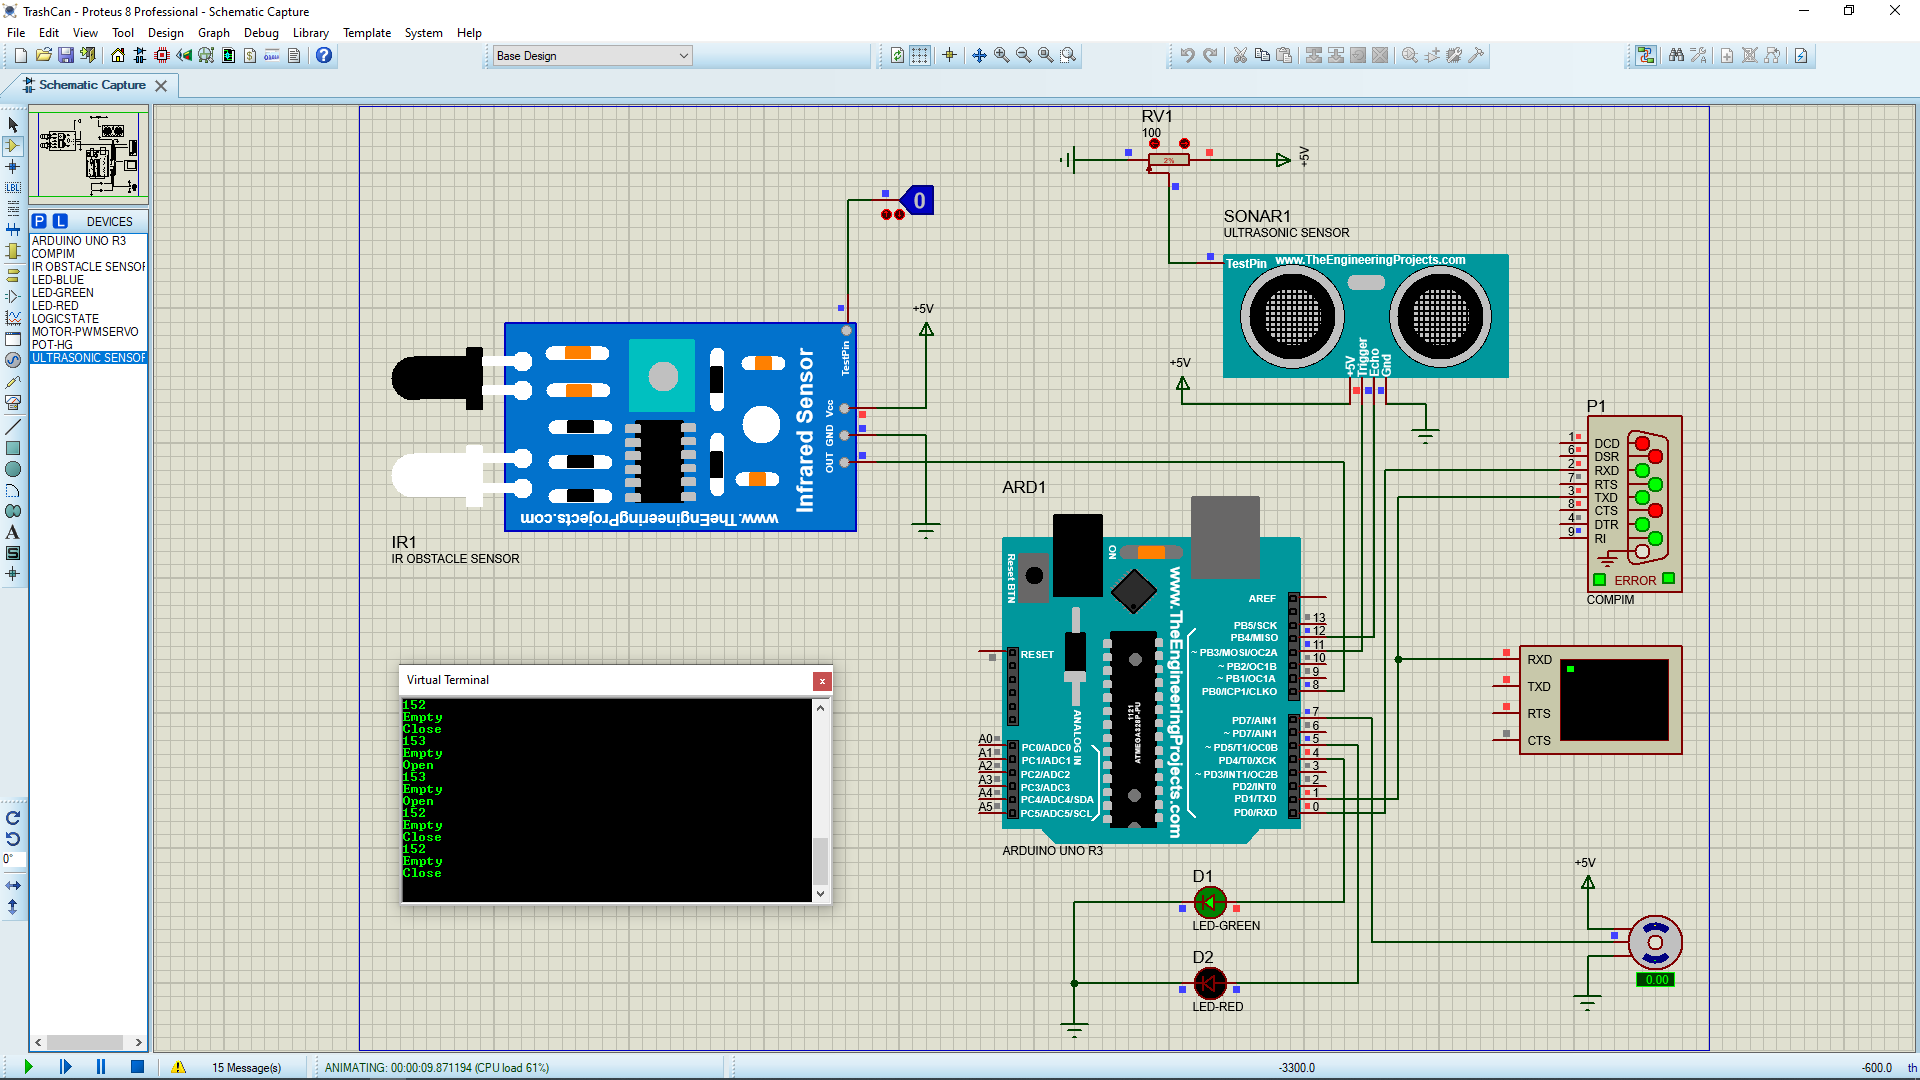 TrashCan - Proteus 8 Professional - Schematic Capture
File Edit View Tool Design Graph Debug Library Template System Help
Base Design
Schematic Capture
P L DEVICES
ARDUINO UNO R3
COMPIM
IR OBSTACLE SENSOR
LED-BLUE
LED-GREEN
LED-RED
LOGICSTATE
MOTOR-PWMSERVO
POT-HG
ULTRASONIC SENSOR
LBL
A
S
0°
RV1
100
2%
+5V
0
SONAR1
ULTRASONIC SENSOR
TestPin
www.TheEngineeringProjects.com
+5V
Trigger
Echo
Gnd
+5V
+5V
TestPin
Vcc
GND
OUT
Infrared Sensor
www.TheEngineeringProjects.com
IR1
IR OBSTACLE SENSOR
P1
1
6
2
7
3
8
4
9
DCD
DSR
RXD
RTS
TXD
CTS
DTR
RI
ERROR
COMPIM
ARD1
Reset BTN
ON
www.TheEngineeringProjects.com
1121
ATMEGA328P-PU
ANALOG IN
RESET
AREF
PB5/SCK 13
PB4/MISO 12
~ PB3/MOSI/OC2A 11
~ PB2/OC1B 10
~ PB1/OC1A 9
PB0/ICP1/CLKO 8
PD7/AIN1 7
~ PD7/AIN1 6
~ PD5/T1/OC0B 5
PD4/T0/XCK 4
~ PD3/INT1/OC2B 3
PD2/INT0 2
PD1/TXD 1
PD0/RXD 0
A0 PC0/ADC0
A1 PC1/ADC1
A2 PC2/ADC2
A3 PC3/ADC3
A4 PC4/ADC4/SDA
A5 PC5/ADC5/SCL
ARDUINO UNO R3
RXD
TXD
RTS
CTS
Virtual Terminal
152
Empty
Close
153
Empty
Open
153
Empty
Open
152
Empty
Close
152
Empty
Close
D1
LED-GREEN
D2
LED-RED
+5V
0.00
15 Message(s)
ANIMATING: 00:00:09.871194 (CPU load 61%)
-3300.0
-600.0
th